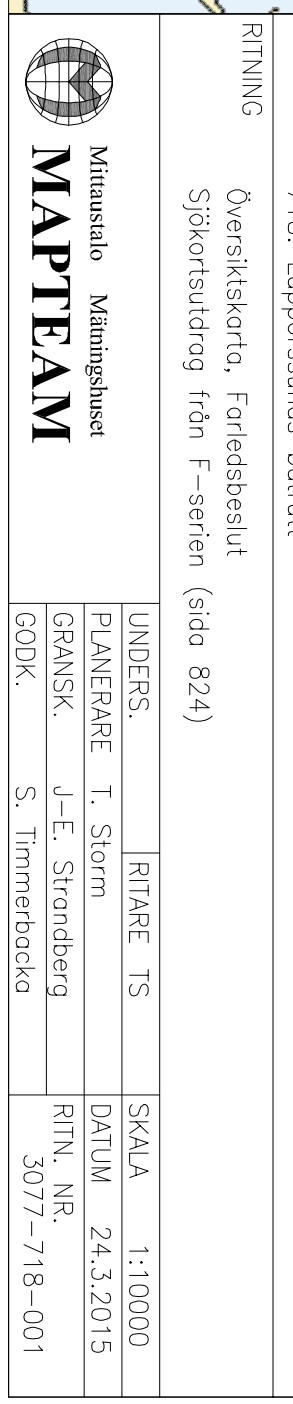 RITNING
Översiktskarta, Farledsbeslut
Sjökortsutdrag från F-serien (sida 824)
Mittaustalo Mätningshuset
MAPTEAM
UNDERS. RITARE TS SKALA 1:10000
PLANERARE T. Storm DATUM 24.3.2015
GRANSK. J-E. Strandberg RITN. NR.
GODK. S. Timmerbacka 3077-718-001